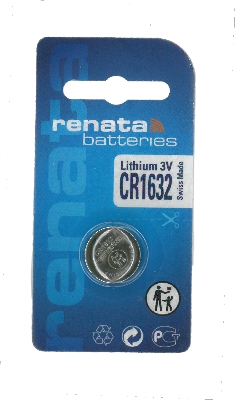 renata
batteries
Lithium 3V
CR1632
Swiss Made
renata